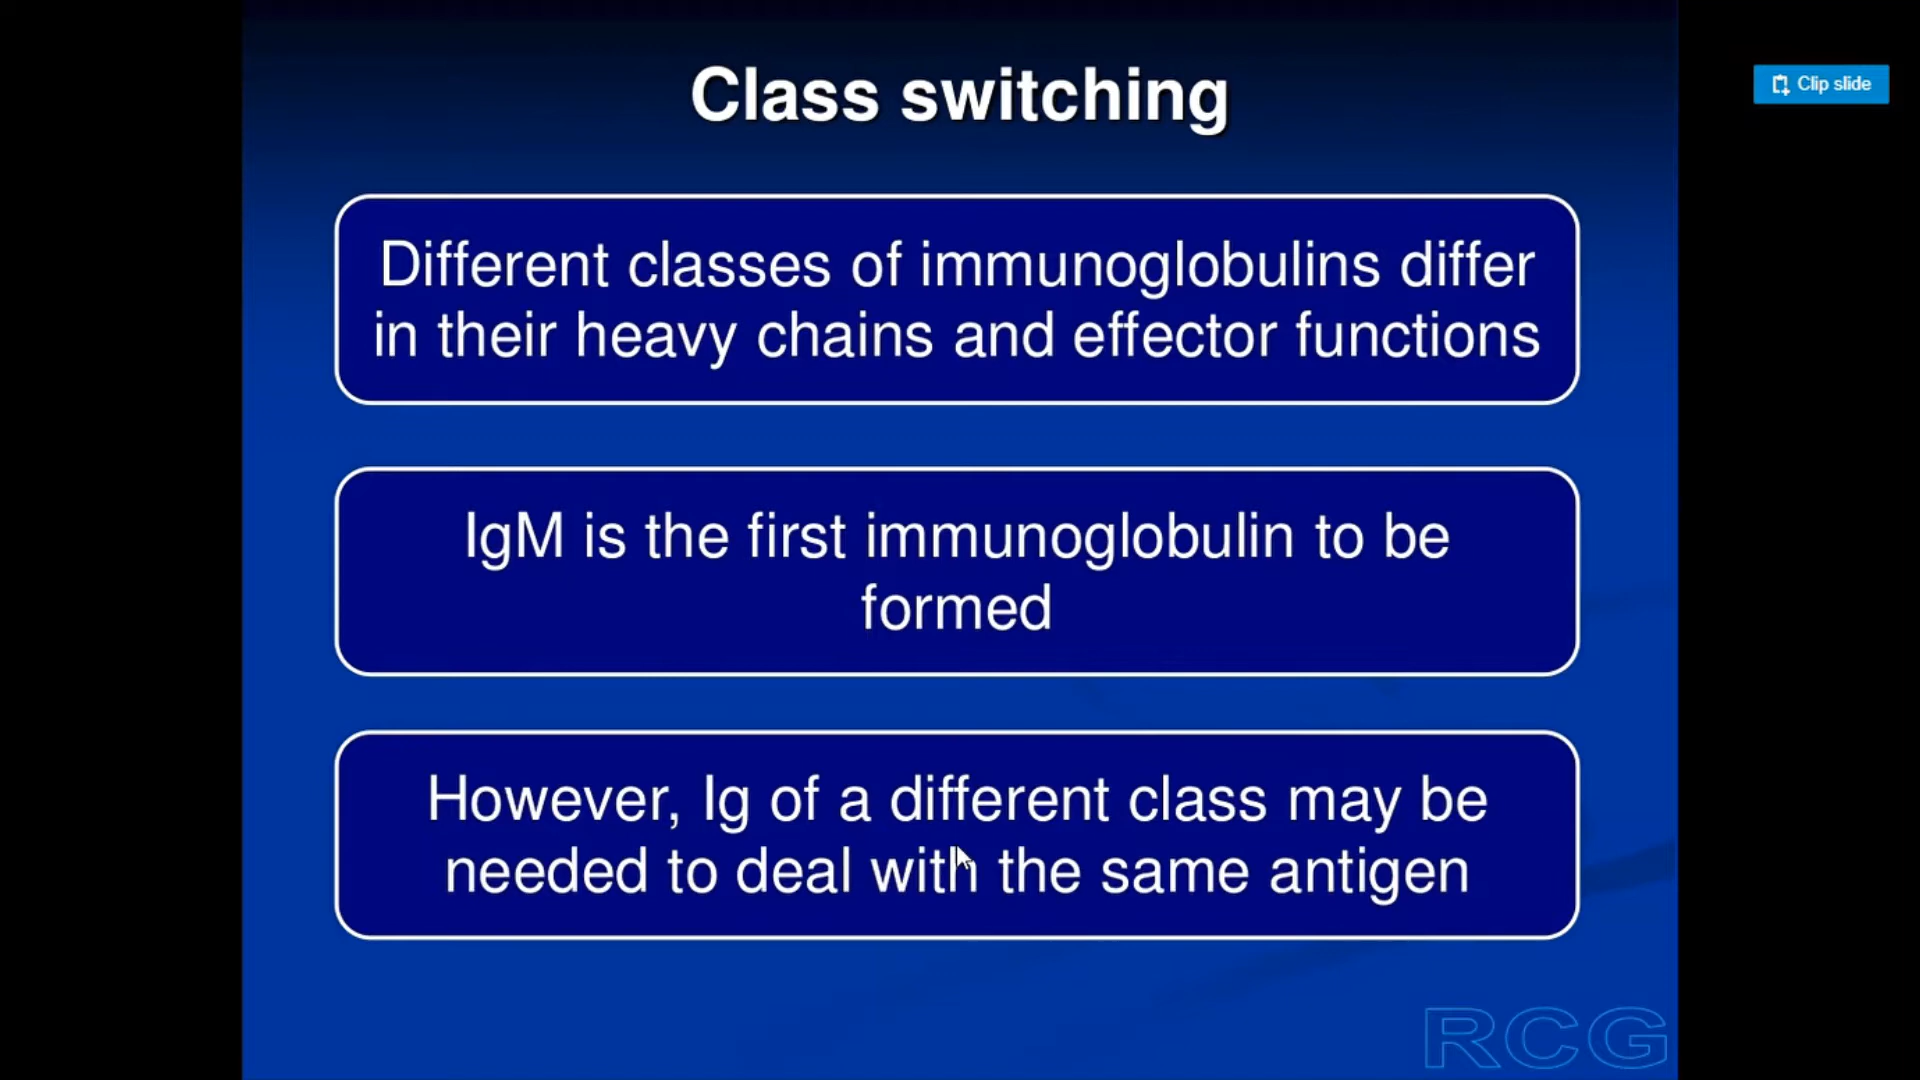 Class switching
Clip slide
Different classes of immunoglobulins differ
in their heavy chains and effector functions
IgM is the first immunoglobulin to be
formed
However, Ig of a different class may be
needed to deal with the same antigen
RCG